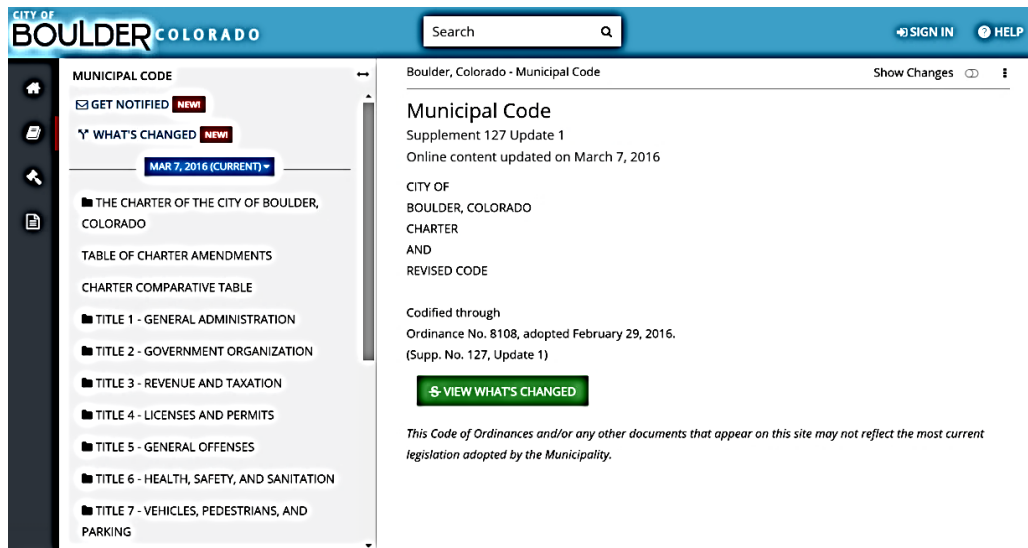 CITY OF
BOULDER COLORADO
Search
SIGN IN
HELP
MUNICIPAL CODE
GET NOTIFIED NEW!
WHAT'S CHANGED NEW!
MAR 7, 2016 (CURRENT)
THE CHARTER OF THE CITY OF BOULDER,
COLORADO
TABLE OF CHARTER AMENDMENTS
CHARTER COMPARATIVE TABLE
TITLE 1 - GENERAL ADMINISTRATION
TITLE 2 - GOVERNMENT ORGANIZATION
TITLE 3 - REVENUE AND TAXATION
TITLE 4 - LICENSES AND PERMITS
TITLE 5 - GENERAL OFFENSES
TITLE 6 - HEALTH, SAFETY, AND SANITATION
TITLE 7 - VEHICLES, PEDESTRIANS, AND
PARKING
Boulder, Colorado - Municipal Code
Show Changes
Municipal Code
Supplement 127 Update 1
Online content updated on March 7, 2016
CITY OF
BOULDER, COLORADO
CHARTER
AND
REVISED CODE
Codified through
Ordinance No. 8108, adopted February 29, 2016.
(Supp. No. 127, Update 1)
VIEW WHAT'S CHANGED
This Code of Ordinances and/or any other documents that appear on this site may not reflect the most current
legislation adopted by the Municipality.